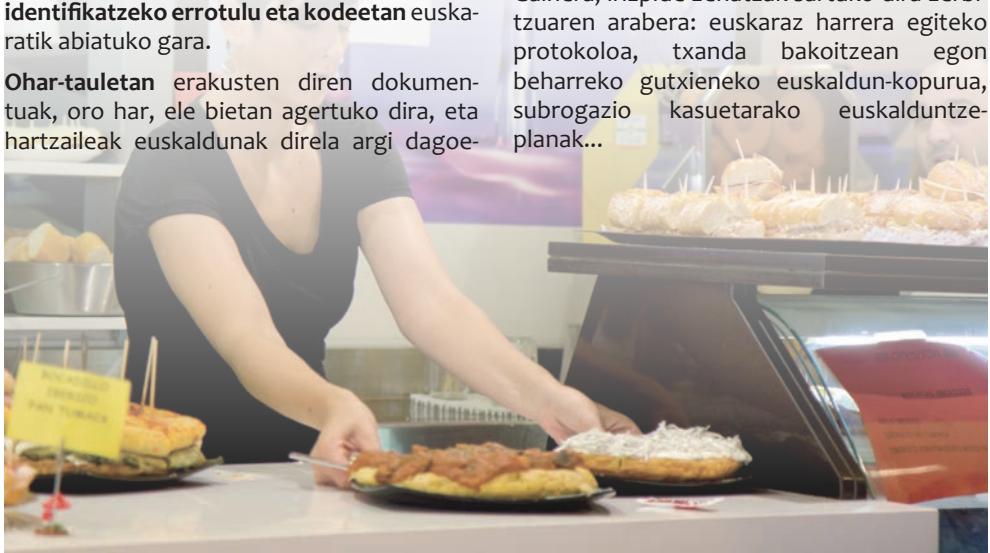 identifikatzeko errotulu eta kodeetan euska-
ratik abiatuko gara.
Ohar-tauletan erakusten diren dokumen-
tuak, oro har, ele bietan agertuko dira, eta
hartzaileak euskaldunak direla argi dagoe-
tzuaren arabera: euskaraz harrera egiteko
protokoloa, txanda bakoitzean egon
beharreko gutxieneko euskaldun-kopurua,
subrogazio kasuetarako euskalduntze-
planak...
PAN TUMACA